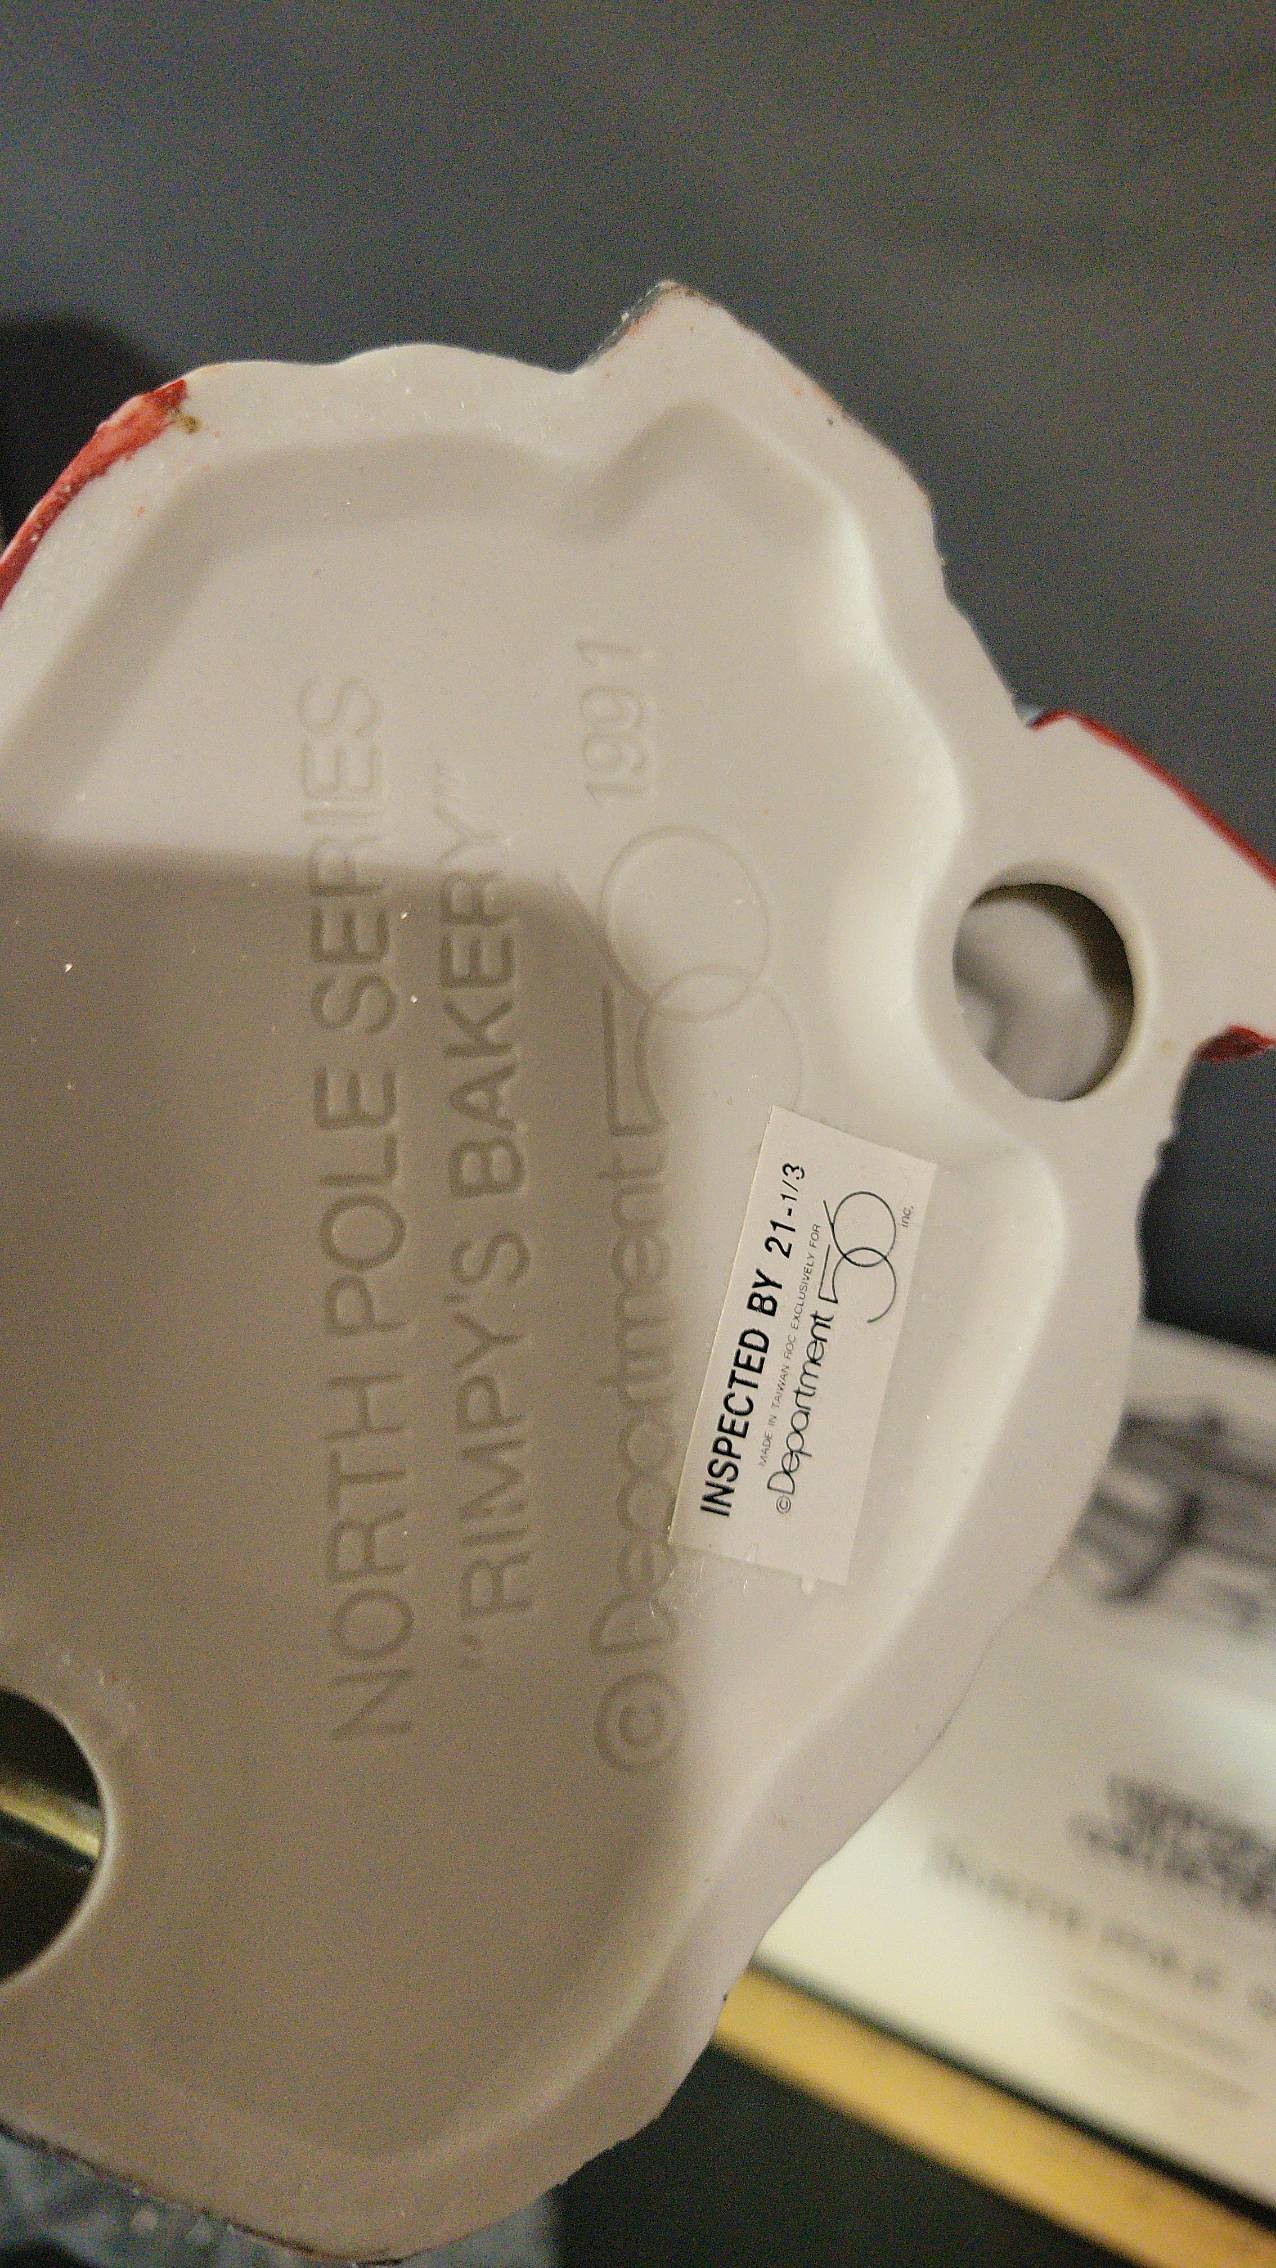 NORTH POLE SERIES
"RIMPY'S BAKERY"
© Department 56 1991
INSPECTED BY 21-1/3
MADE IN TAIWAN ROC EXCLUSIVELY FOR
©Department 56 inc.